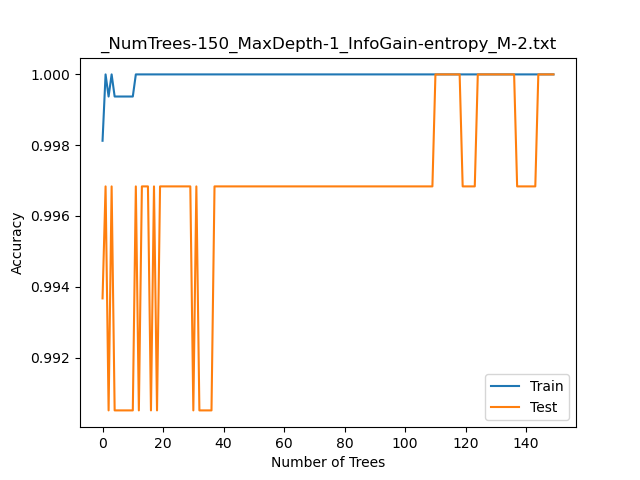 _NumTrees-150_MaxDepth-1_InfoGain-entropy_M-2.txt
1.000
0.998
0.996
0.994
0.992
Accuracy
0
20
40
60
80
100
120
140
Number of Trees
Train
Test